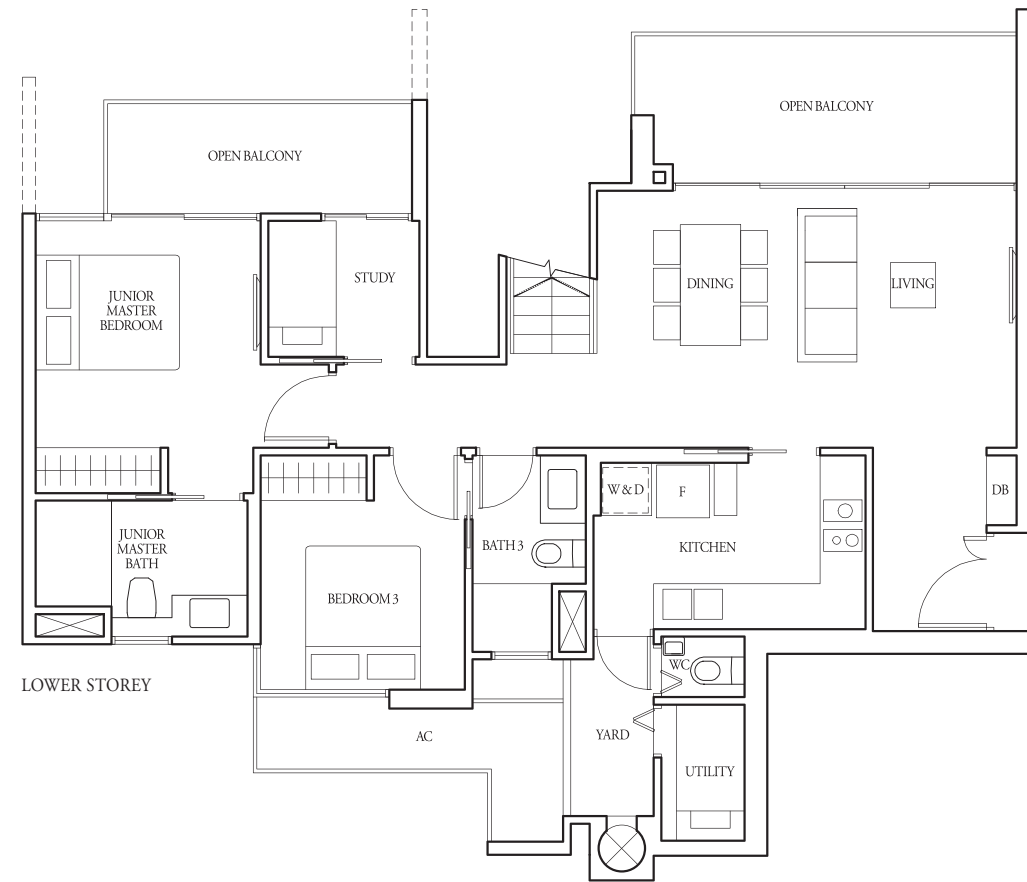 OPEN BALCONY
OPEN BALCONY
STUDY
DINING
LIVING
JUNIOR
MASTER
BEDROOM
W & D
F
DB
JUNIOR
MASTER
BATH
BATH 3
KITCHEN
BEDROOM 3
WC
LOWER STOREY
AC
YARD
UTILITY